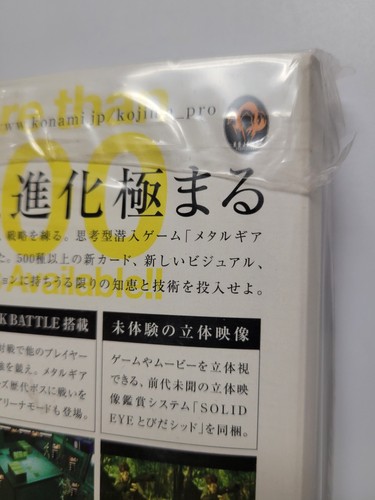 re than
www.konami.jp/kojima_pro
00
進化極まる
戦略を練る。思考型潜入ゲーム「メタルギア
た。500種以上の新カード、新しいビジュアル、
ションに持ちうる限りの知恵と技術を投入せよ。
Available!!
K BATTLE 搭載
対戦で他のプレイヤー
を鍛え。メタルギア
ズ歴代ボスに戦いを
アリーナモードも登場。
未体験の立体映像
ゲームやムービーを立体視
できる、前代未聞の立体映
像鑑賞システム「SOLID
EYE とびだシッド」を同梱。